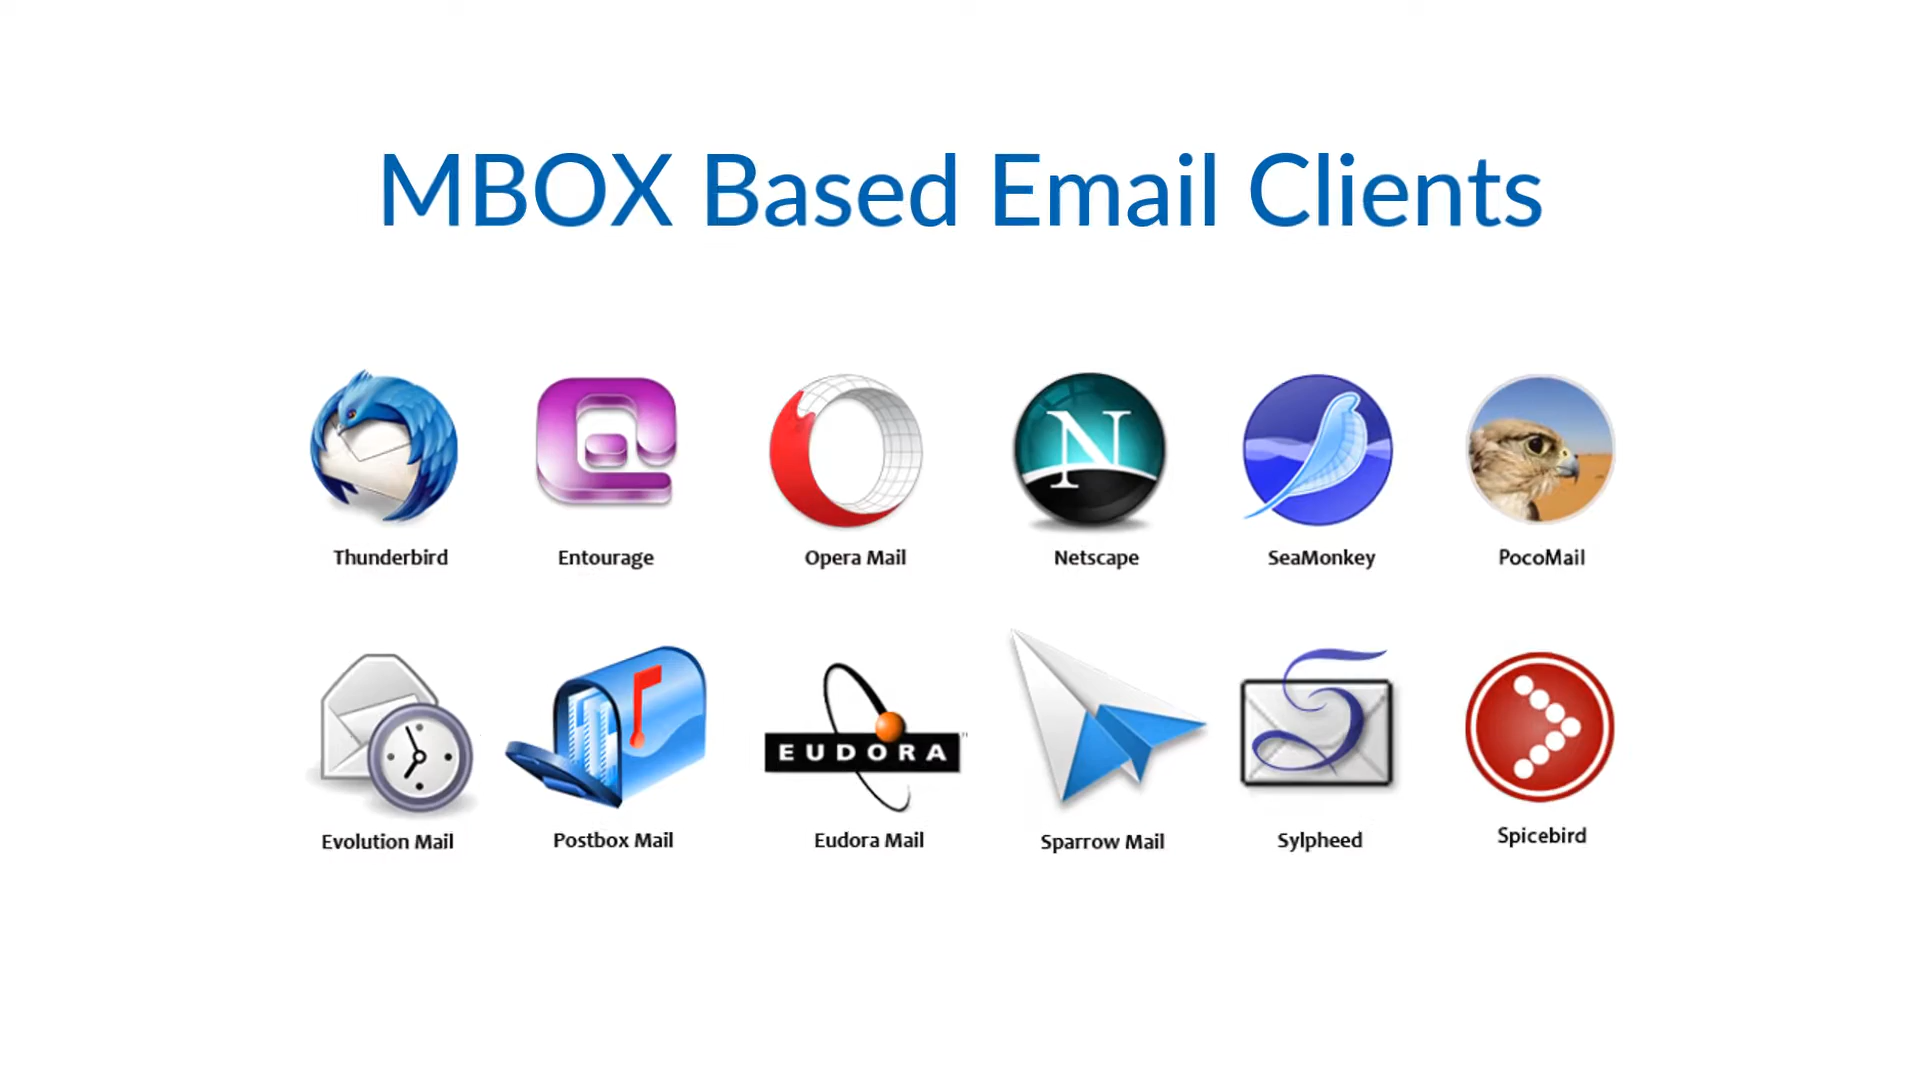 MBOX Based Email Clients
N
Thunderbird Entourage Opera Mail Netscape SeaMonkey PocoMail
EUDORA™
Evolution Mail Postbox Mail Eudora Mail Sparrow Mail Sylpheed Spicebird